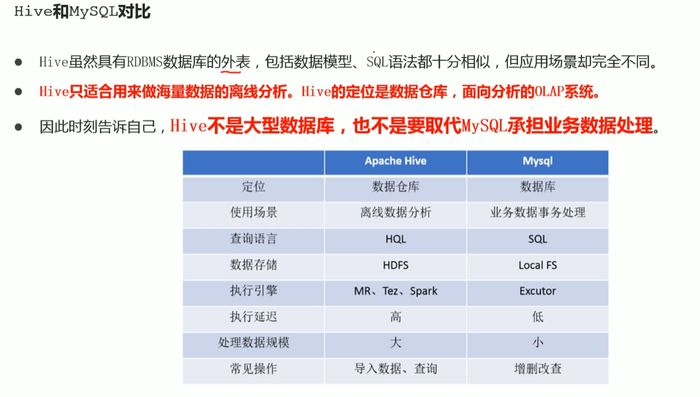 Hive和MySQL对比
Hive虽然具有RDBMS数据库的外表，包括数据模型、SQL语法都十分相似，但应用场景却完全不同。
Hive只适合用来做海量数据的离线分析。Hive的定位是数据仓库，面向分析的OLAP系统。
因此时刻告诉自己，Hive不是大型数据库，也不是要取代MySQL承担业务数据处理。
Apache Hive Mysql
定位 数据仓库 数据库
使用场景 离线数据分析 业务数据事务处理
查询语言 HQL SQL
数据存储 HDFS Local FS
执行引擎 MR、Tez、Spark Excutor
执行延迟 高 低
处理数据规模 大 小
常见操作 导入数据、查询 增删改查